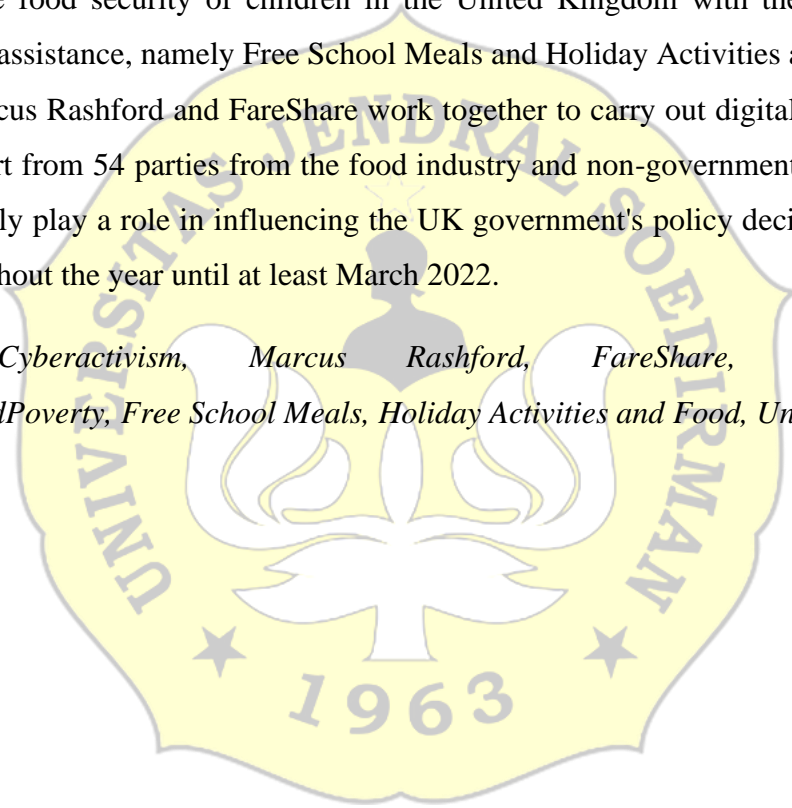 e food security of children in the United Kingdom with the
assistance, namely Free School Meals and Holiday Activities a
cus Rashford and FareShare work together to carry out digital
rt from 54 parties from the food industry and non-government
ly play a role in influencing the UK government's policy deci
hout the year until at least March 2022.
Cyberactivism, Marcus Rashford, FareShare,
dPoverty, Free School Meals, Holiday Activities and Food, Un
UNIVERSITAS JENDRAL SOEDIRMAN
1963